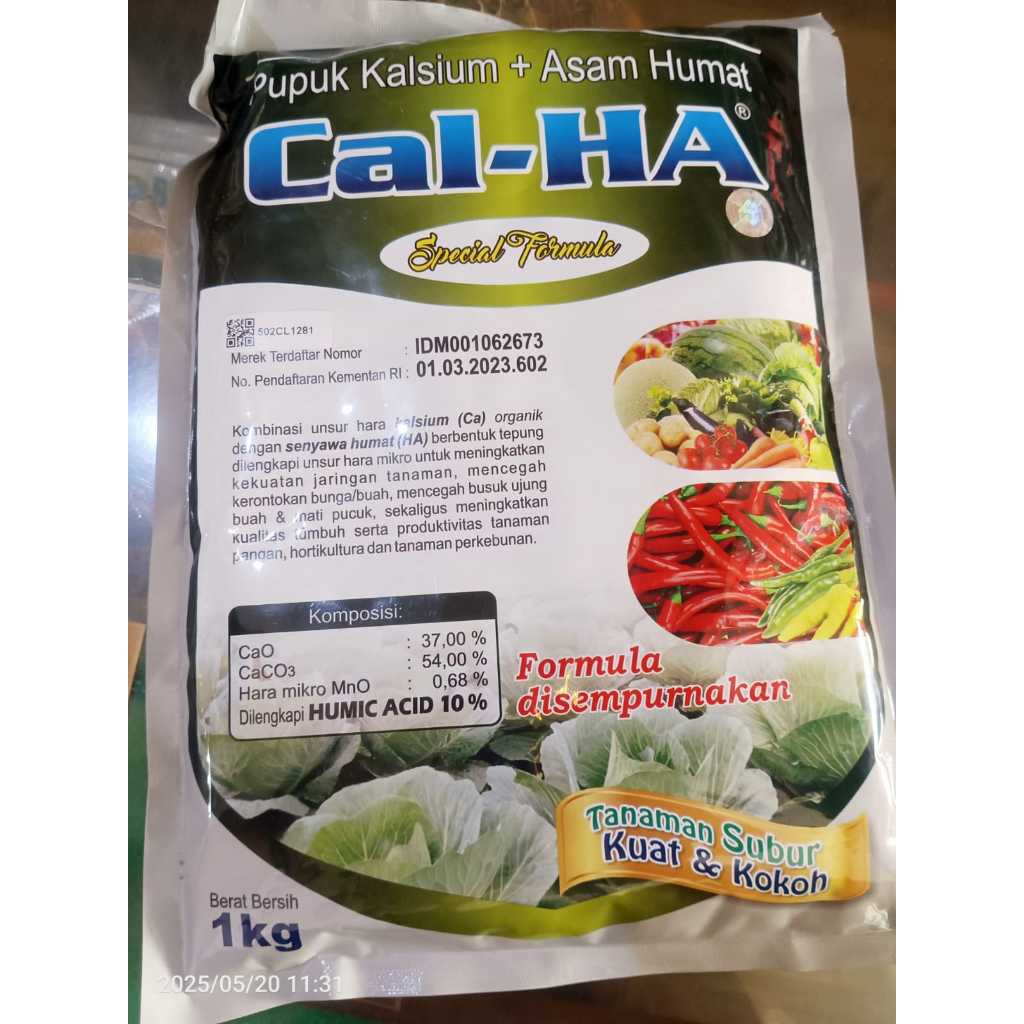 Pupuk Kalsium + Asam Humat
Cal-HA®
Special Formula
502CL1281
Merek Terdaftar Nomor : IDM001062673
No. Pendaftaran Kementan RI : 01.03.2023.602
Kombinasi unsur hara kalsium (Ca) organik
dengan senyawa humat (HA) berbentuk tepung
dilengkapi unsur hara mikro untuk meningkatkan
kekuatan jaringan tanaman, mencegah
kerontokan bunga/buah, mencegah busuk ujung
buah & mati pucuk, sekaligus meningkatkan
kualitas tumbuh serta produktivitas tanaman
pangan, hortikultura dan tanaman perkebunan.
Komposisi:
CaO : 37,00 %
CaCO3 : 54,00 %
Hara mikro MnO : 0,68 %
Dilengkapi HUMIC ACID 10 %
Formula
disempurnakan
Tanaman Subur
Kuat & Kokoh
Berat Bersih
1kg
2025/05/20 11:31